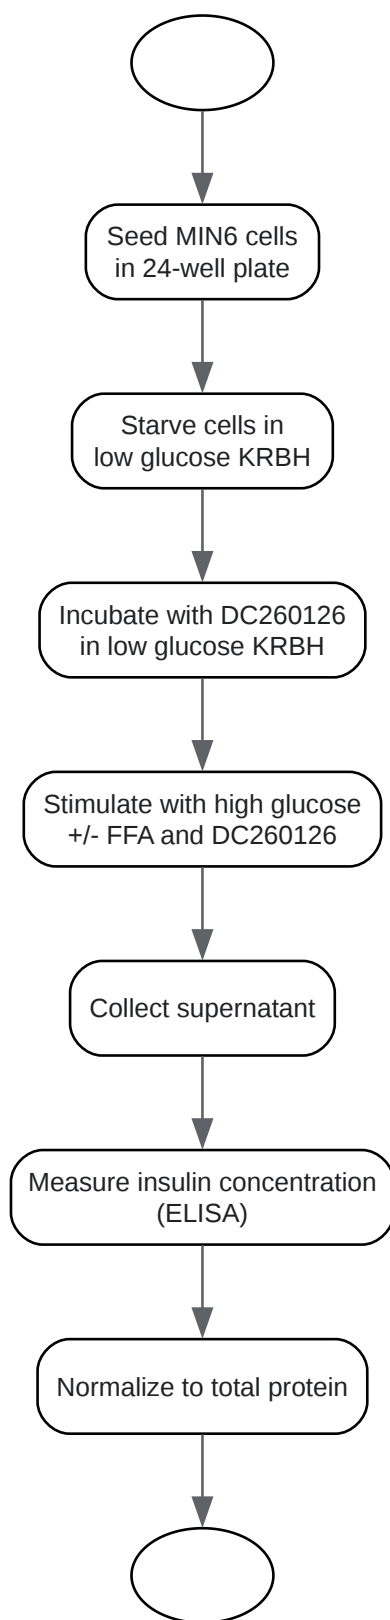 Seed MIN6 cells
in 24-well plate
Starve cells in
low glucose KRBH
Incubate with DC260126
in low glucose KRBH
Stimulate with high glucose
+/- FFA and DC260126
Collect supernatant
Measure insulin concentration
(ELISA)
Normalize to total protein